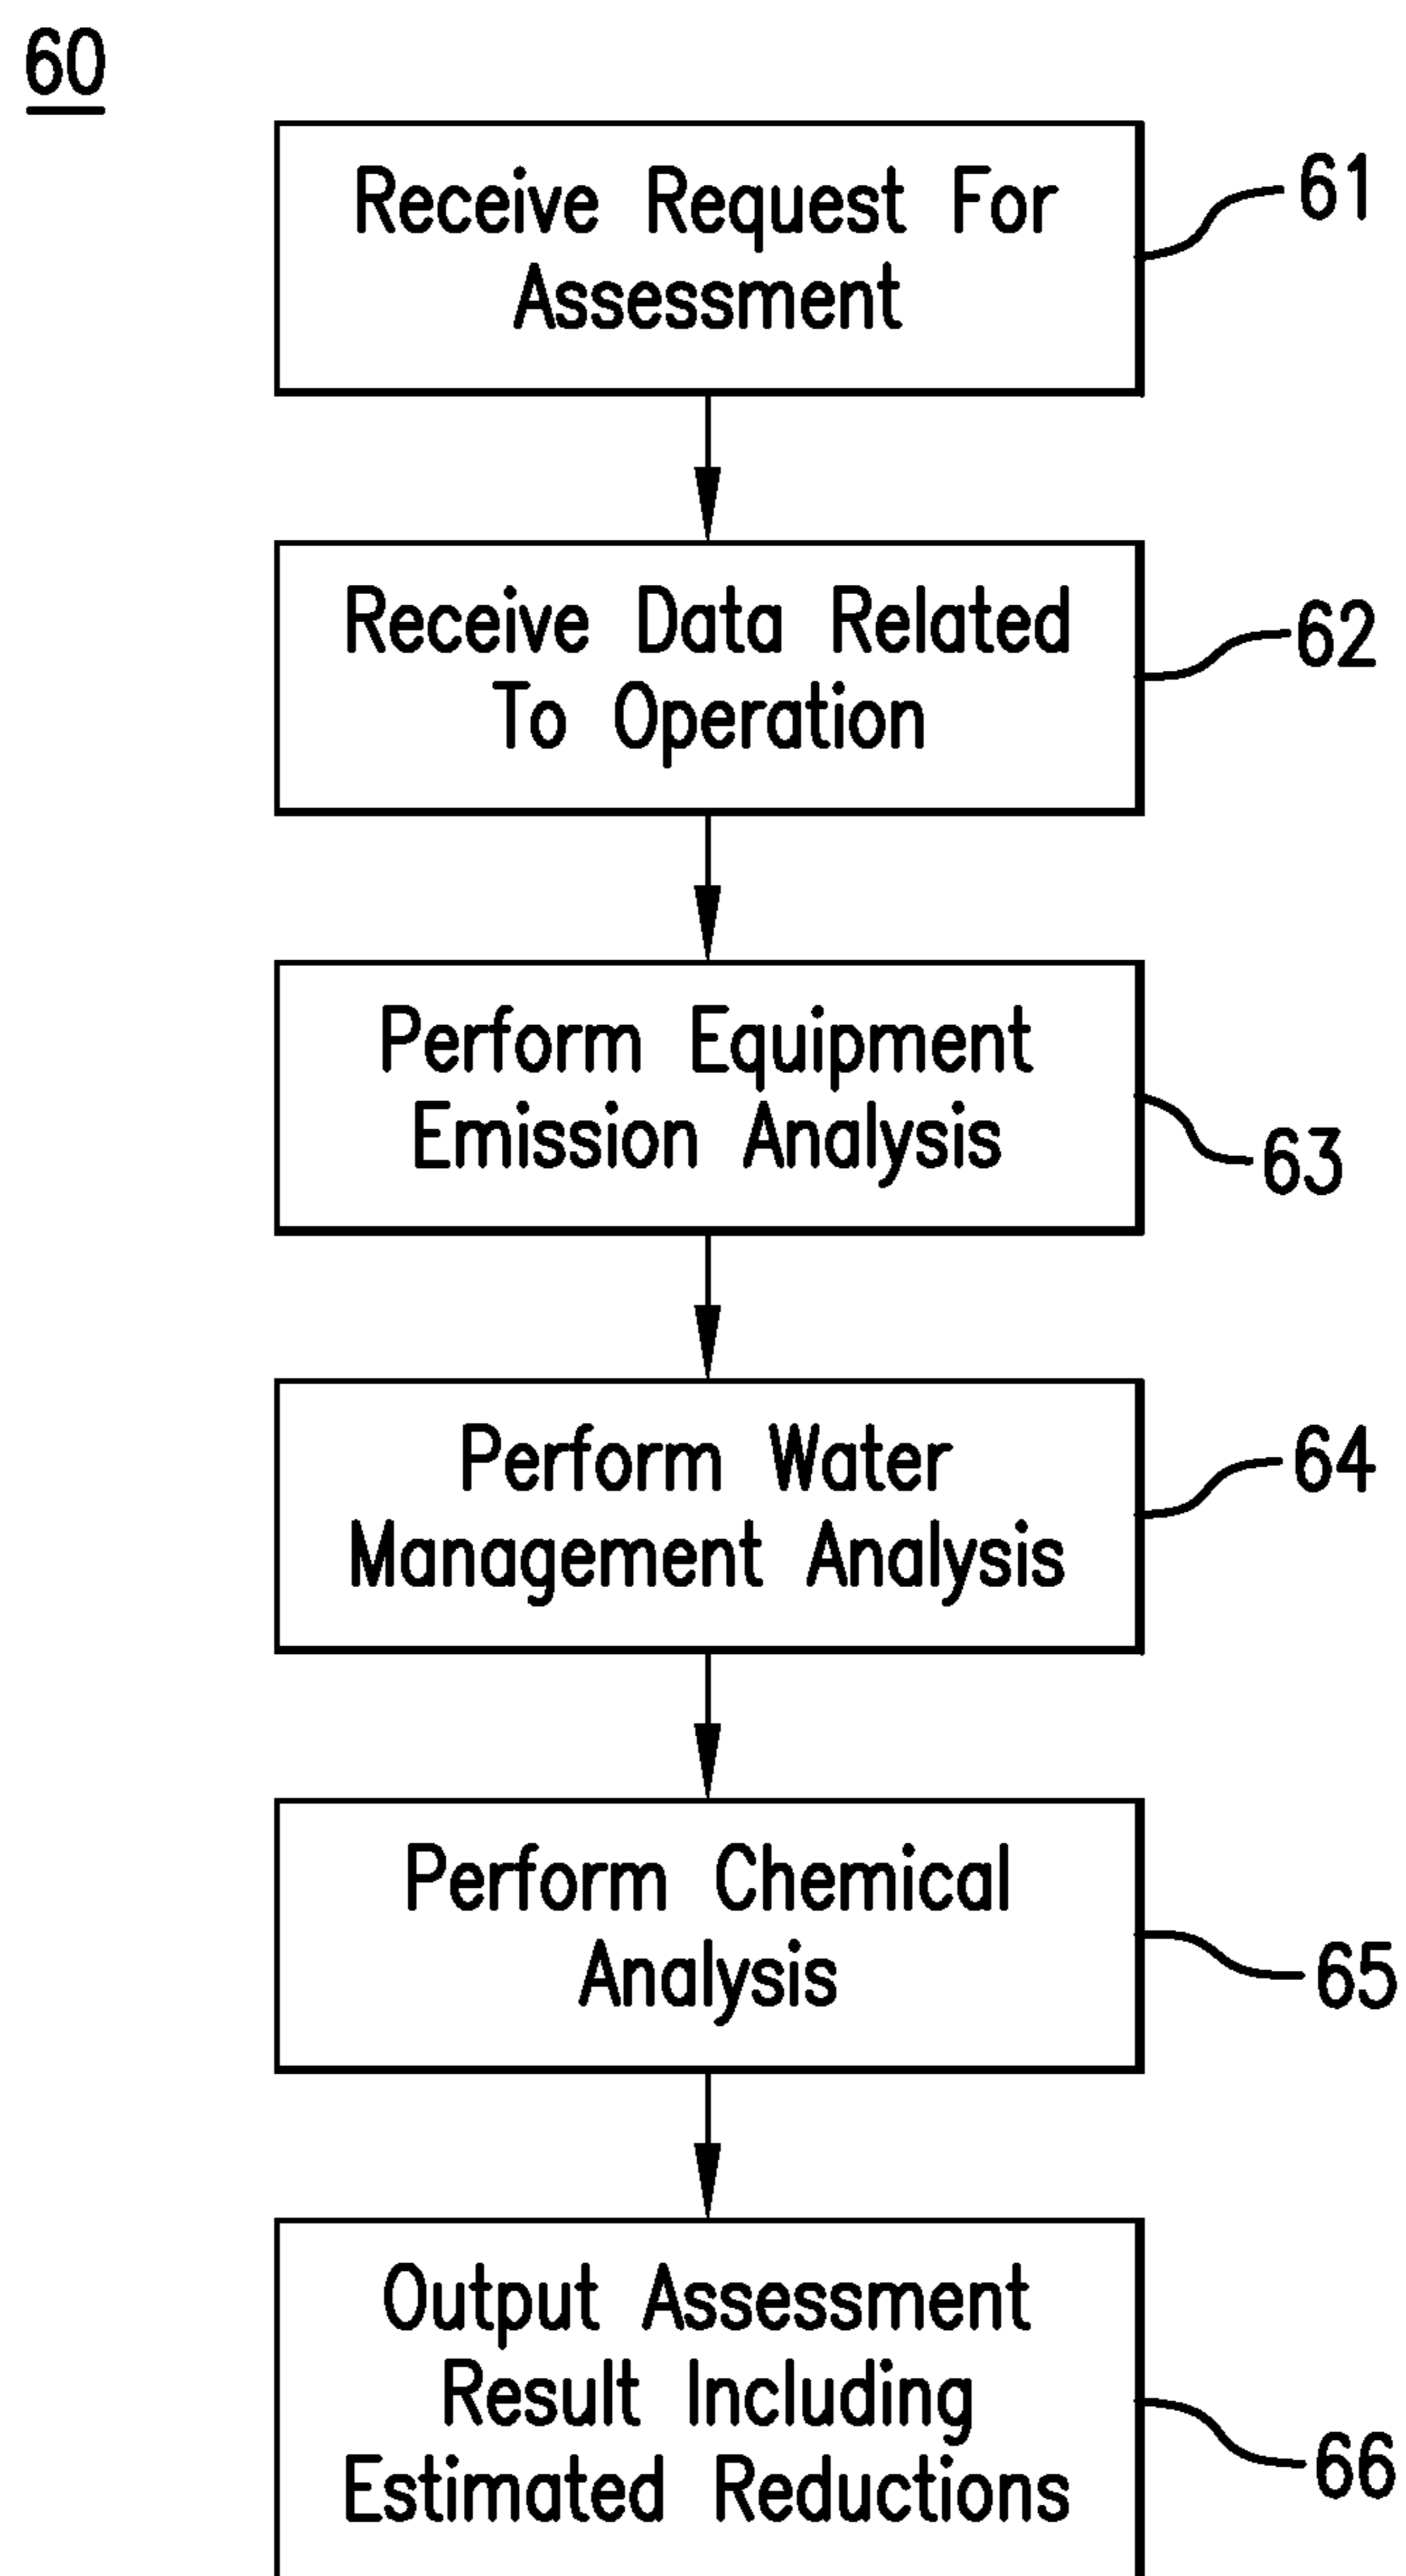 60
Receive Request For
Assessment
61
Receive Data Related
To Operation
62
Perform Equipment
Emission Analysis
63
Perform Water
Management Analysis
64
Perform Chemical
Analysis
65
Output Assessment
Result Including
Estimated Reductions
66